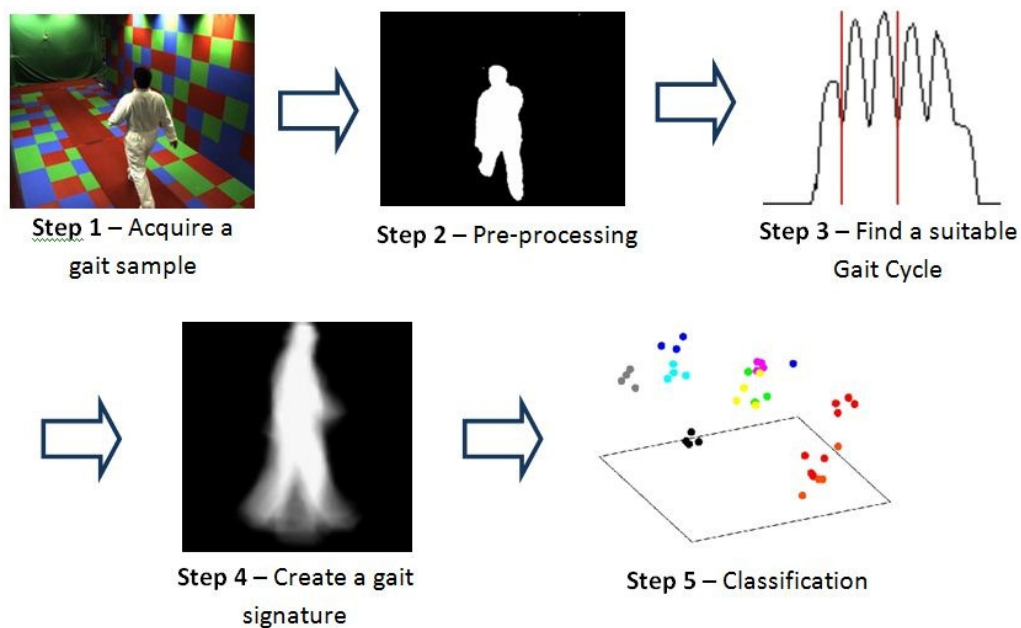 Step 1 – Acquire a
gait sample
Step 2 – Pre-processing
Step 3 – Find a suitable
Gait Cycle
Step 4 – Create a gait
signature
Step 5 – Classification